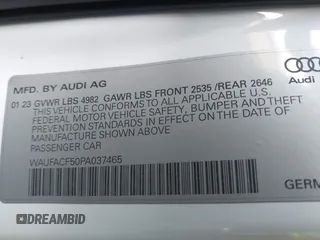 MFD. BY AUDI AG
01 23 GVWR LBS 4982 GAWR LBS FRONT 2535 /REAR 2646
THIS VEHICLE CONFORMS TO ALL APPLICABLE U.S.
FEDERAL MOTOR VEHICLE SAFETY, BUMPER AND THEFT
PREVENTION STANDARDS IN EFFECT ON THE DATE OF
MANUFACTURE SHOWN ABOVE.
PASSENGER CAR
WAUFACF50PA037465
Audi
GERM
DREAMBID